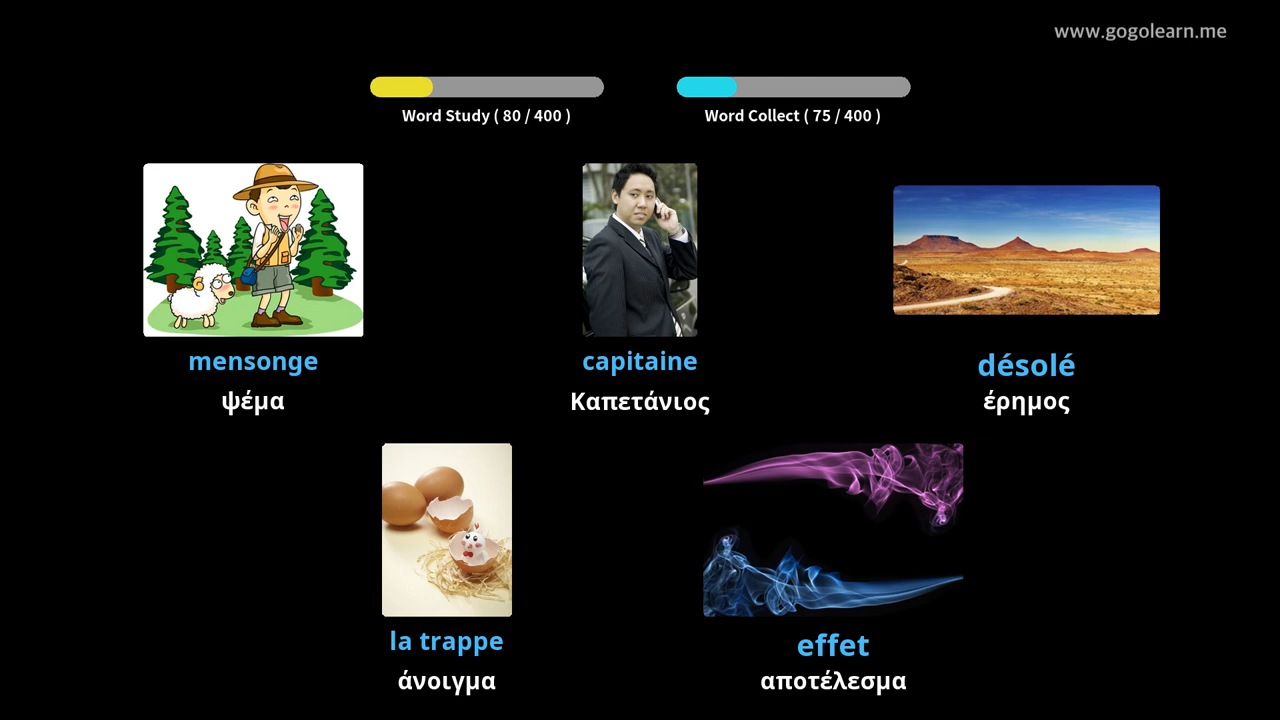 www.gogolearn.me
Word Study ( 80 / 400 )
Word Collect ( 75 / 400 )
mensonge
ψέμα
capitaine
Καπετάνιος
désolé
έρημος
la trappe
άνοιγμα
effet
αποτέλεσμα